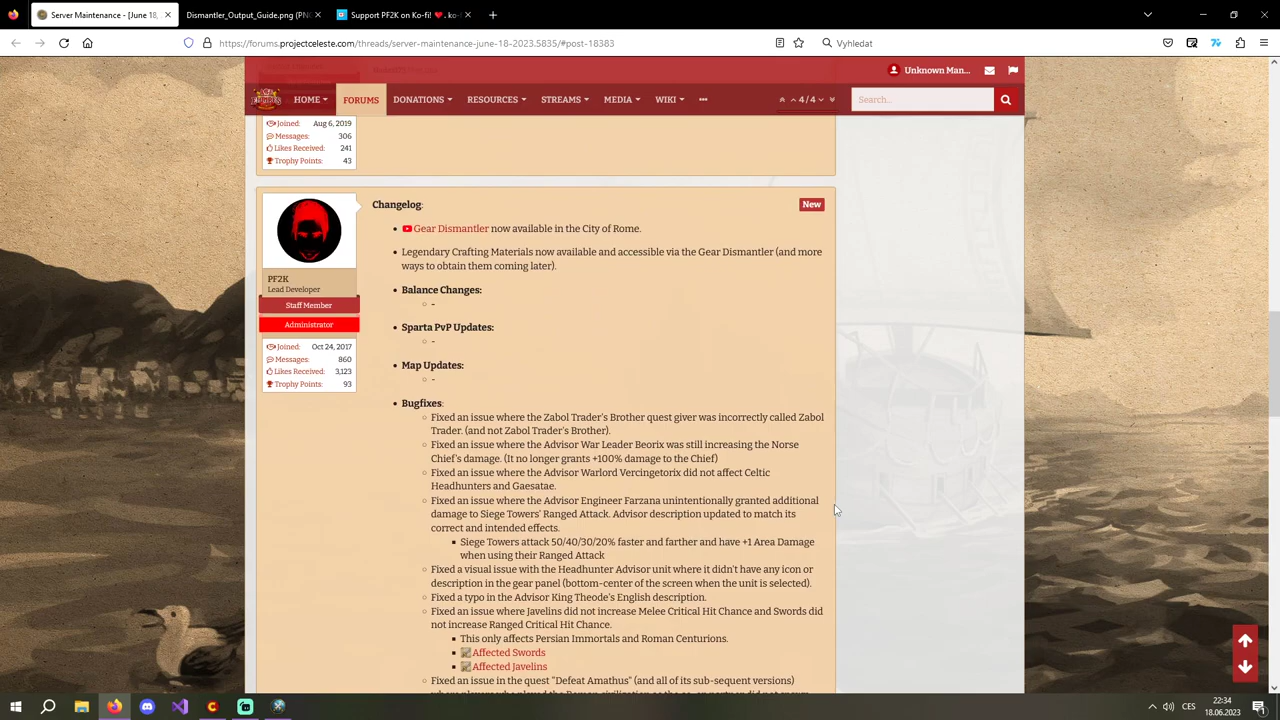 Server Maintenance - [June 18,
Dismantler_Output_Guide.png (PNG
Support PF2K on Ko-fi! ❤️. ko-f
https://forums.projectceleste.com/threads/server-maintenance-june-18-2023.5835/#post-18383
Vyhledat
Unknown Man...
HOME
FORUMS
DONATIONS
RESOURCES
STREAMS
MEDIA
WIKI
4 / 4
Search...
Joined: Aug 6, 2019
Messages: 306
Likes Received: 241
Trophy Points: 43
PF2K
Lead Developer
Staff Member
Administrator
Joined: Oct 24, 2017
Messages: 860
Likes Received: 3,123
Trophy Points: 93
Changelog:
New
Gear Dismantler now available in the City of Rome.
Legendary Crafting Materials now available and accessible via the Gear Dismantler (and more
ways to obtain them coming later).
Balance Changes:
-
Sparta PvP Updates:
-
Map Updates:
-
Bugfixes:
Fixed an issue where the Zabol Trader's Brother quest giver was incorrectly called Zabol
Trader. (and not Zabol Trader's Brother).
Fixed an issue where the Advisor War Leader Beorix was still increasing the Norse
Chief's damage. (It no longer grants +100% damage to the Chief)
Fixed an issue where the Advisor Warlord Vercingetorix did not affect Celtic
Headhunters and Gaesatae.
Fixed an issue where the Advisor Engineer Farzana unintentionally granted additional
damage to Siege Towers' Ranged Attack. Advisor description updated to match its
correct and intended effects.
Siege Towers attack 50/40/30/20% faster and farther and have +1 Area Damage
when using their Ranged Attack
Fixed a visual issue with the Headhunter Advisor unit where it didn't have any icon or
description in the gear panel (bottom-center of the screen when the unit is selected).
Fixed a typo in the Advisor King Theode's English description.
Fixed an issue where Javelins did not increase Melee Critical Hit Chance and Swords did
not increase Ranged Critical Hit Chance.
This only affects Persian Immortals and Roman Centurions.
Affected Swords
Affected Javelins
Fixed an issue in the quest "Defeat Amathus" (and all of its sub-sequent versions)
CES
22:34
18.06.2023